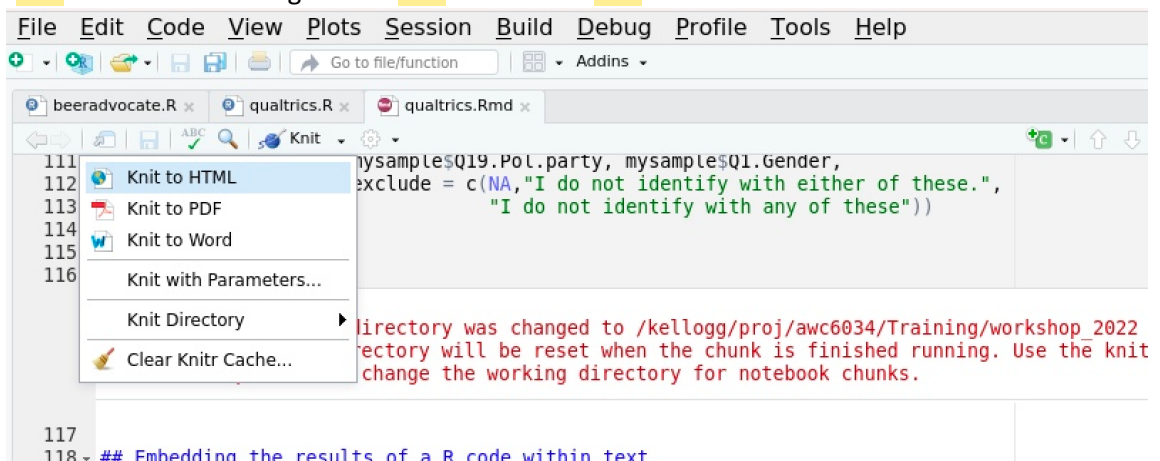 File Edit Code View Plots Session Build Debug Profile Tools Help
Go to file/function Addins
beeradvocate.R qualtrics.R qualtrics.Rmd
ABC Knit
111 mysample$Q19.Pol.party, mysample$Q1.Gender,
Knit to HTML
112 exclude = c(NA,"I do not identify with either of these.",
Knit to PDF
113 "I do not identify with any of these"))
114
Knit to Word
115
116
Knit with Parameters...
Knit Directory
directory was changed to /kellogg/proj/awc6034/Training/workshop_2022
rectory will be reset when the chunk is finished running. Use the knit
Clear Knitr Cache...
change the working directory for notebook chunks.
117
118 ## Embedding the results of a R code within text